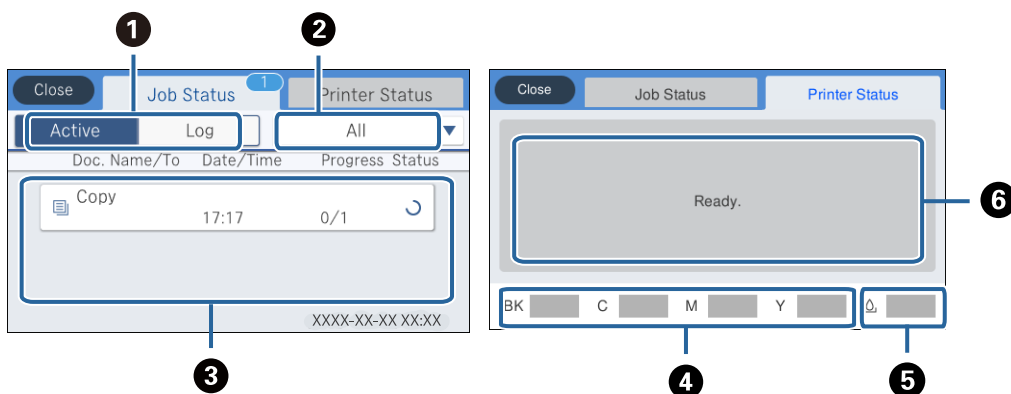 1 2
Close Job Status 1 Printer Status
Active Log All
Doc. Name/To Date/Time Progress Status
Copy
17:17 0/1
XXXX-XX-XX XX:XX
3
Close Job Status Printer Status
Ready.
6
BK C M Y
4 5